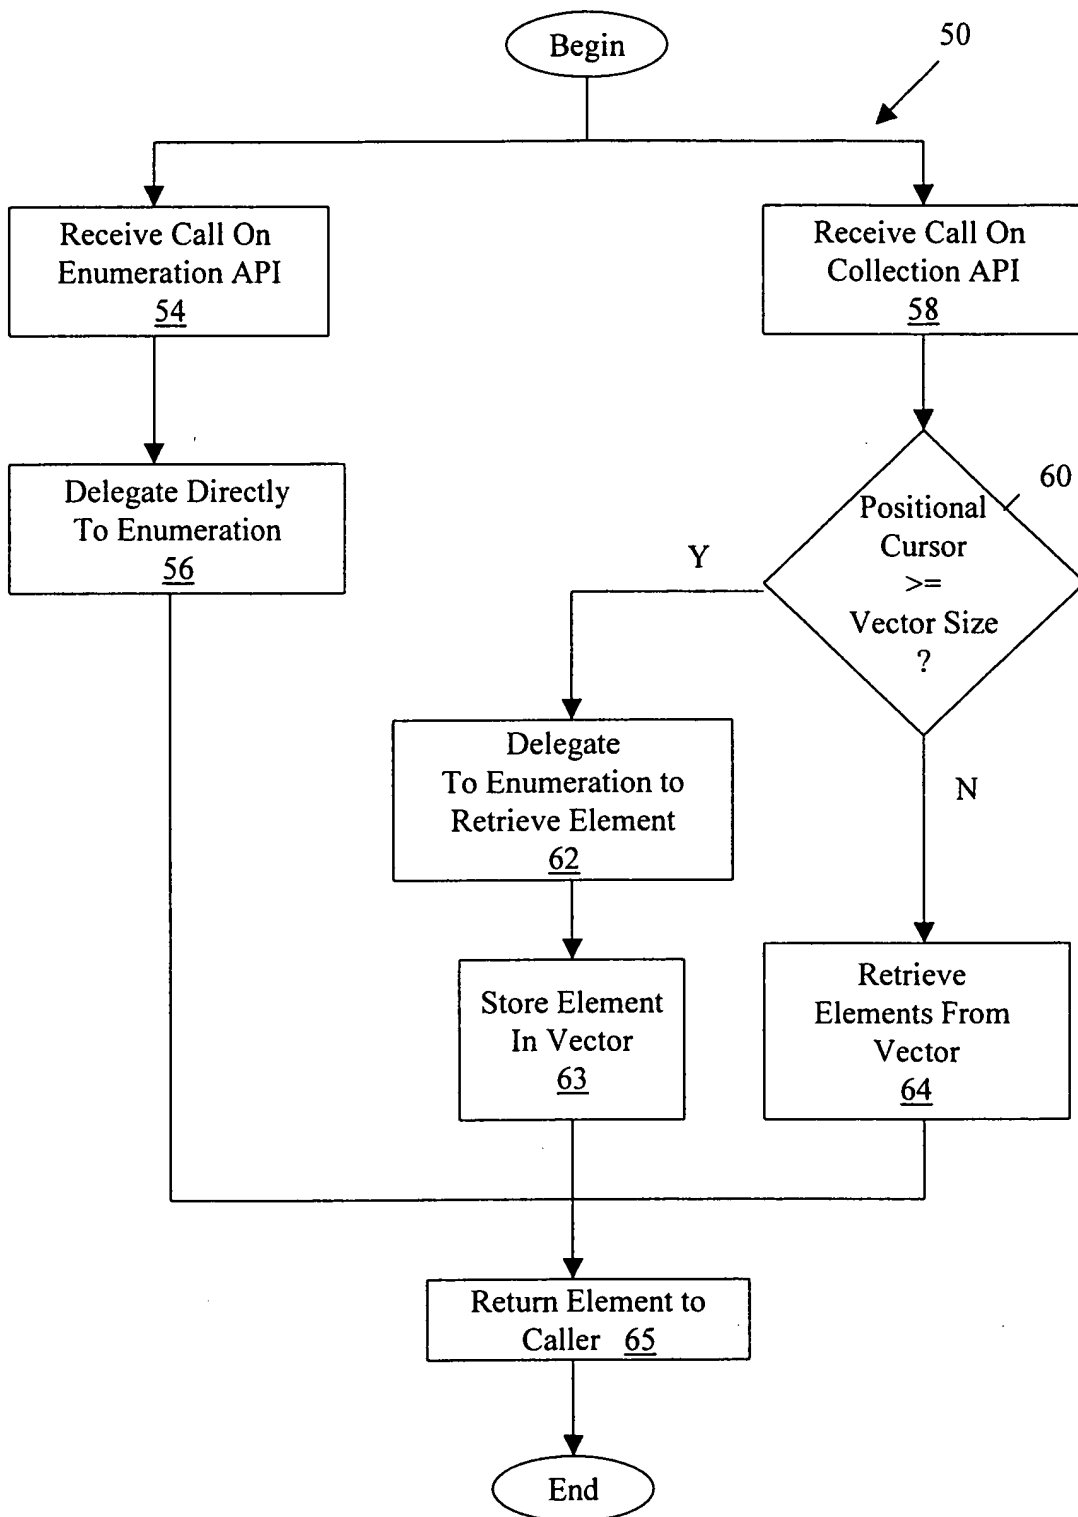 Begin
50
Receive Call On
Enumeration API
54
Receive Call On
Collection API
58
Delegate Directly
To Enumeration
56
60
Positional
Cursor
>=
Vector Size
?
Y
N
Delegate
To Enumeration to
Retrieve Element
62
Store Element
In Vector
63
Retrieve
Elements From
Vector
64
Return Element to
Caller 65
End